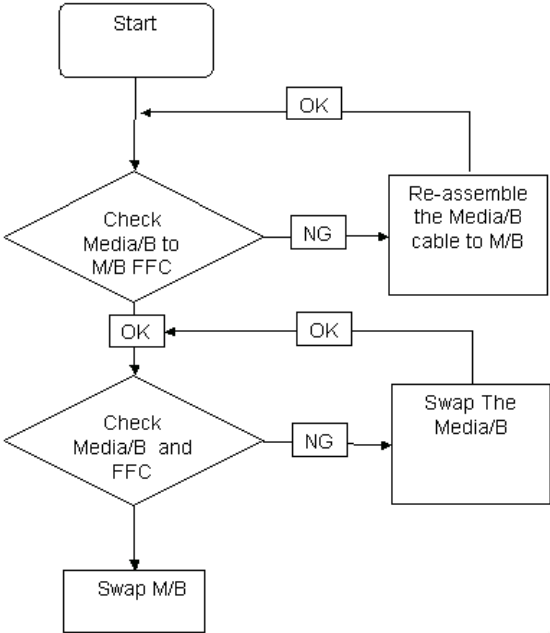 Start
OK
Check
Media/B to
M/B FFC
NG
Re-assemble
the Media/B
cable to M/B
OK
OK
Check
Media/B and
FFC
NG
Swap The
Media/B
Swap M/B